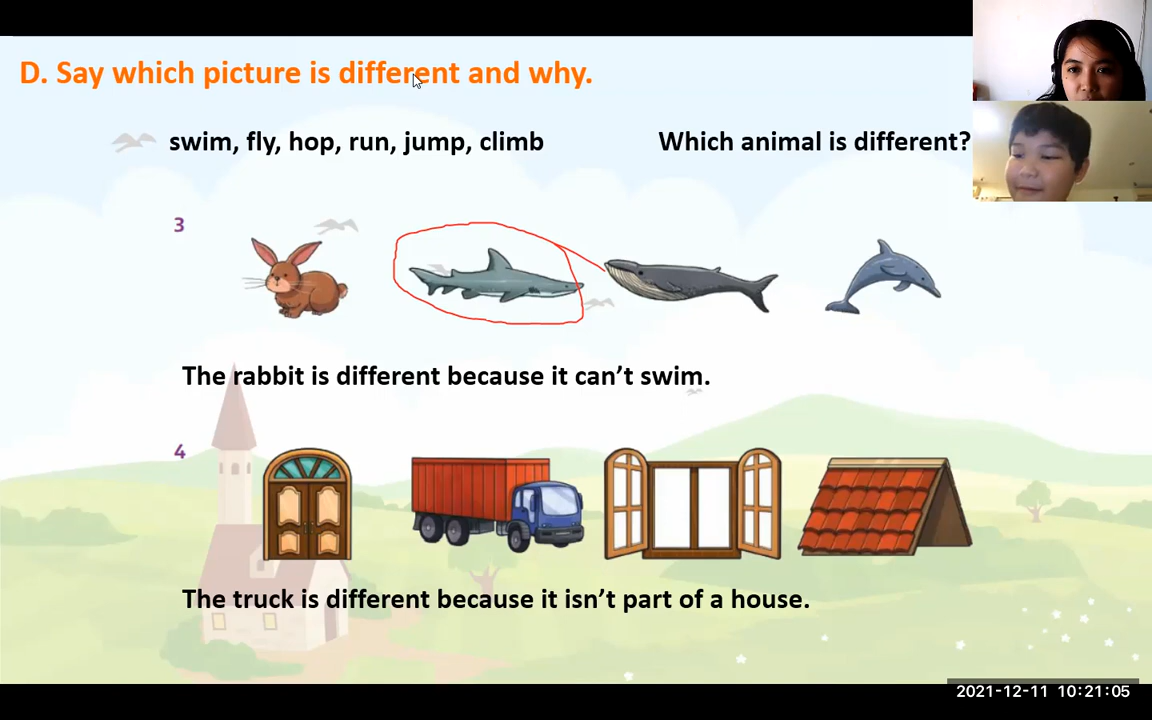 D. Say which picture is different and why.
swim, fly, hop, run, jump, climb
Which animal is different?
3
The rabbit is different because it can't swim.
4
The truck is different because it isn't part of a house.
2021-12-11 10:21:05